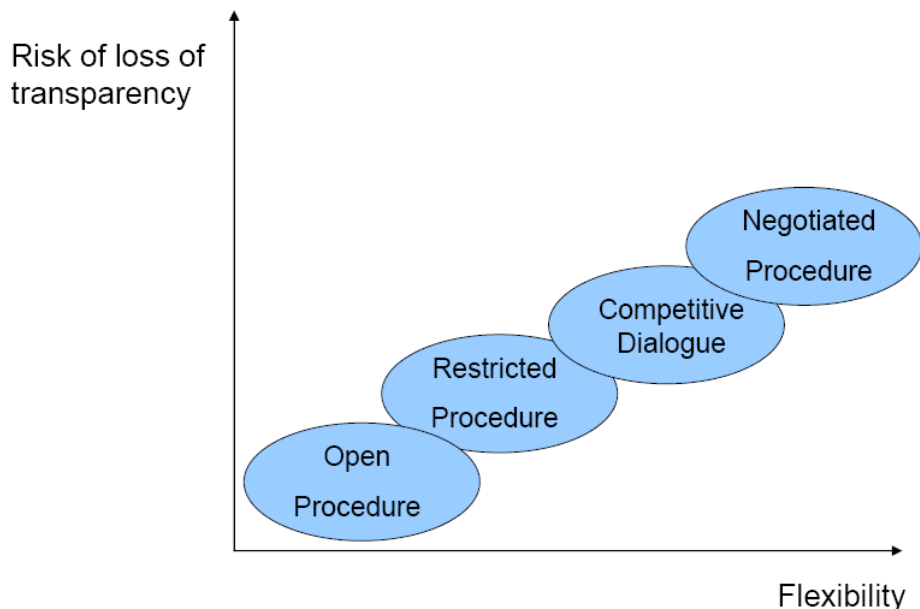 Risk of loss of
transparency
Negotiated
Procedure
Competitive
Dialogue
Restricted
Procedure
Open
Procedure
Flexibility